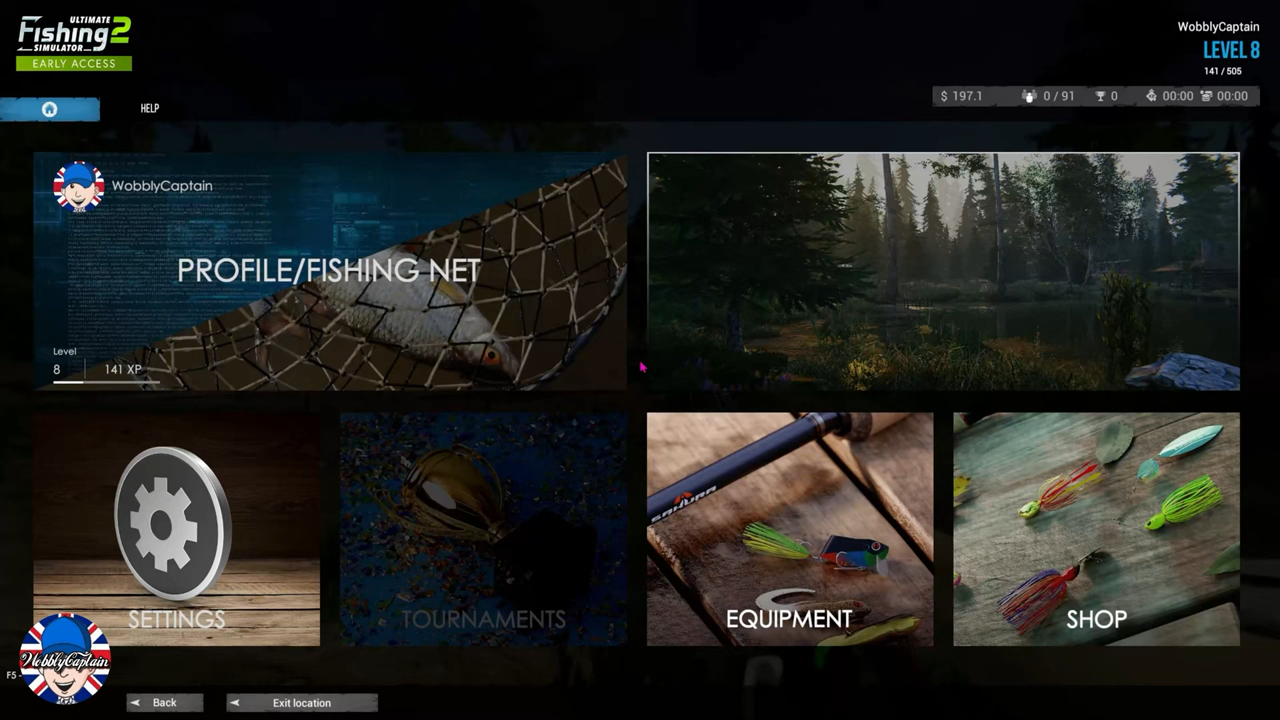 ULTIMATE
Fishing 2
SIMULATOR
EARLY ACCESS
WobblyCaptain
LEVEL 8
141 / 505
$ 197.1
0 / 91
0
00:00
00:00
HELP
WobblyCaptain
PROFILE/FISHING NET
Level
8
141 XP
SAKURA
SETTINGS
TOURNAMENTS
EQUIPMENT
SHOP
WobblyCaptain
F5 -
Back
Exit location